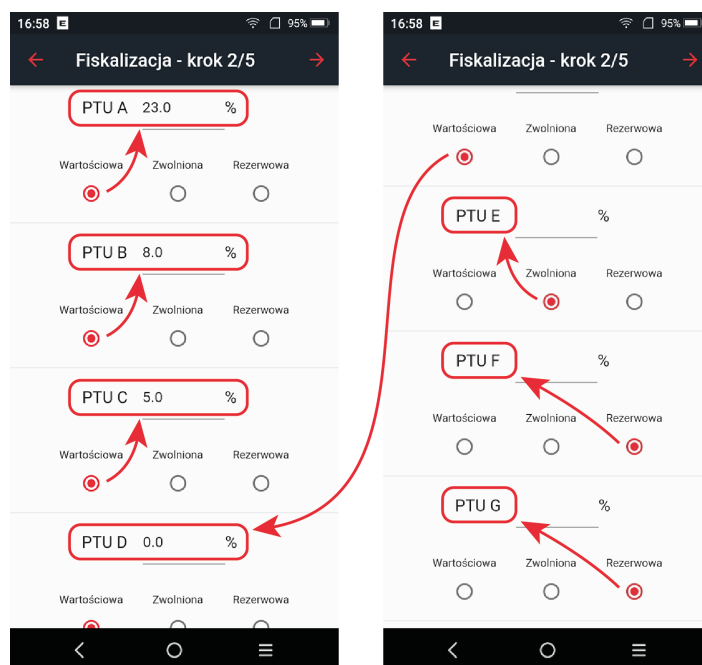 16:58 E 95%
Fiskalizacja - krok 2/5
PTU A 23.0 %
Wartościowa Zwolniona Rezerwowa
PTU B 8.0 %
Wartościowa Zwolniona Rezerwowa
PTU C 5.0 %
Wartościowa Zwolniona Rezerwowa
PTU D 0.0 %
Wartościowa Zwolniona Rezerwowa
16:58 E 95%
Fiskalizacja - krok 2/5
Wartościowa Zwolniona Rezerwowa
PTU E %
Wartościowa Zwolniona Rezerwowa
PTU F %
Wartościowa Zwolniona Rezerwowa
PTU G %
Wartościowa Zwolniona Rezerwowa